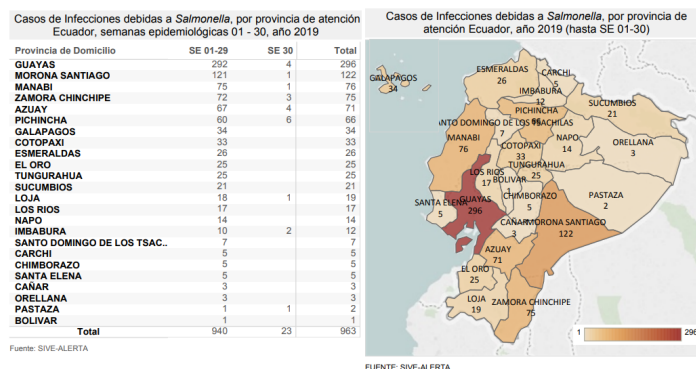 Casos de Infecciones debidas a Salmonella, por provincia de atención
Ecuador, semanas epidemiológicas 01 - 30, año 2019
Provincia de Domicilio SE 01-29 SE 30 Total
GUAYAS 292 4 296
MORONA SANTIAGO 121 1 122
MANABI 75 1 76
ZAMORA CHINCHIPE 72 3 75
AZUAY 67 4 71
PICHINCHA 60 6 66
GALAPAGOS 34 34
COTOPAXI 33 33
ESMERALDAS 26 26
EL ORO 25 25
TUNGURAHUA 25 25
SUCUMBIOS 21 21
LOJA 18 1 19
LOS RIOS 17 17
NAPO 14 14
IMBABURA 10 2 12
SANTO DOMINGO DE LOS TSAC.. 7 7
CARCHI 5 5
CHIMBORAZO 5 5
SANTA ELENA 5 5
CAÑAR 3 3
ORELLANA 3 3
PASTAZA 1 1 2
BOLIVAR 1 1
Total 940 23 963
Fuente: SIVE-ALERTA
Casos de Infecciones debidas a Salmonella, por provincia de
atención Ecuador, año 2019 (hasta SE 01-30)
ESMERALDAS
26
CARCHI
5
GALAPAGOS
34
IMBABURA
12
SUCUMBIOS
21
PICHINCHA
66
NTO DOMINGO DE LOS TSACHILAS
7
MANABI
76
NAPO
14
ORELLANA
3
COTOPAXI
33
TUNGURAHUA
25
LOS RIOS
17
BOLIVAR
1
SANTA ELENA
5
GUAYAS
296
CHIMBORAZO
5
PASTAZA
2
CAÑAR
3
MORONA SANTIAGO
122
AZUAY
71
EL ORO
25
LOJA
19
ZAMORA CHINCHIPE
75
1 296
FUENTE: SIVE-ALERTA